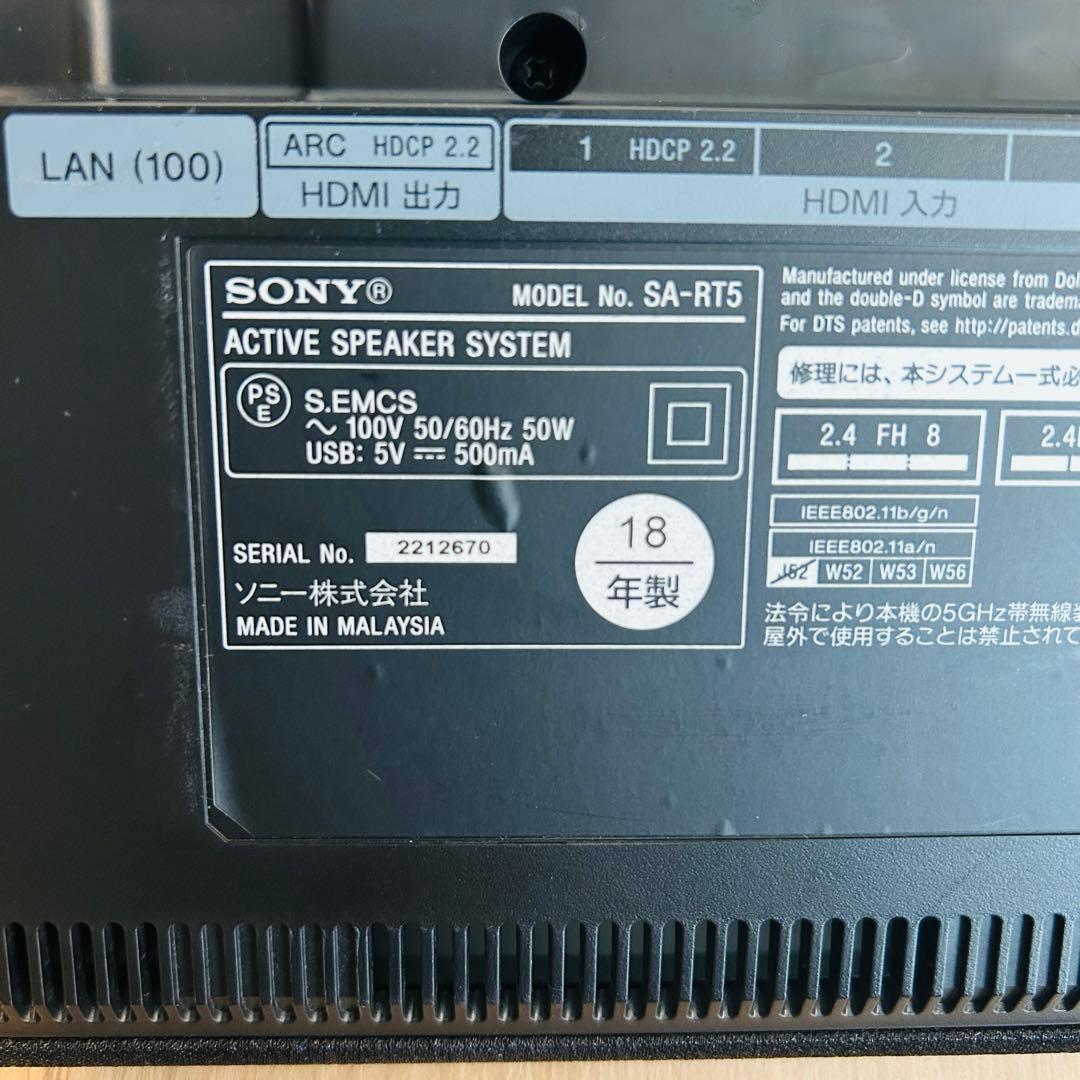 LAN (100)
ARC HDCP 2.2
HDMI 出力
1 HDCP 2.2
2
HDMI 入力
SONY®
MODEL No. SA-RT5
ACTIVE SPEAKER SYSTEM
PSE
S.EMCS
～ 100V 50/60Hz 50W
USB: 5V ⎓ 500mA
SERIAL No. 2212670
18
年製
ソニー株式会社
MADE IN MALAYSIA
Manufactured under license from
and the double-D symbol are
For DTS patents, see http://patents.d
修理には、本システム一式必
2.4 FH 8
2.4
IEEE802.11b/g/n
IEEE802.11a/n
J52 W52 W53 W56
法令により本機の5GHz帯無線
屋外で使用することは禁止されて